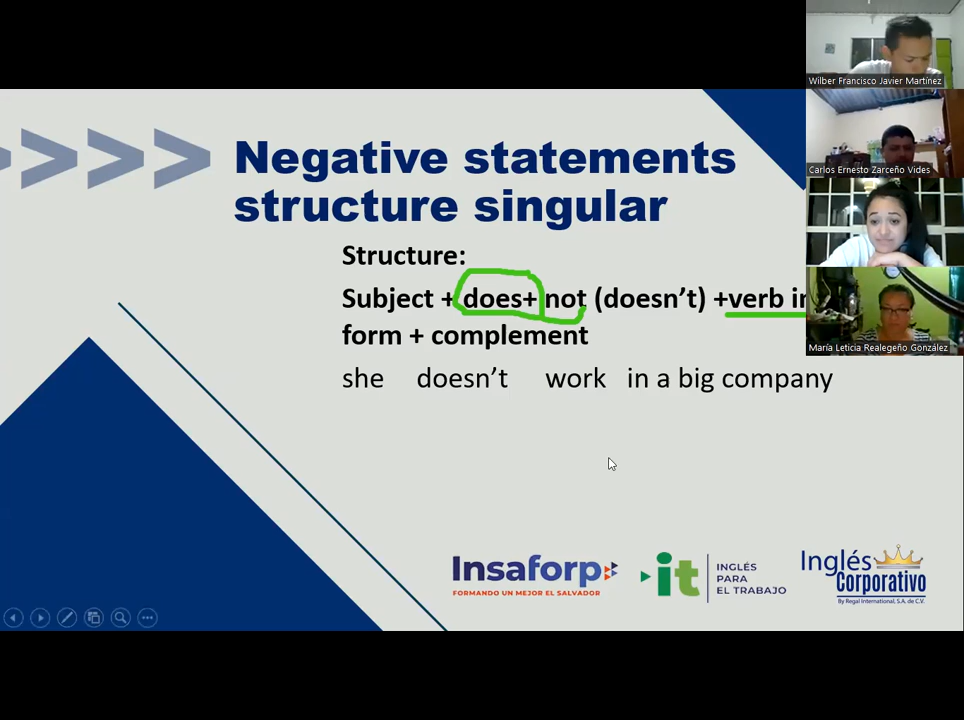 Negative statements
structure singular
Structure:
Subject + does+ not (doesn't) +verb in
form + complement
she doesn't work in a big company
Insaforp
FORMANDO UN MEJOR EL SALVADOR
it INGLÉS
PARA
EL TRABAJO
Inglés
Corporativo
By Regal International, S.A. de C.V.
Wilber Francisco Javier Martínez
Carlos Ernesto Zarceño Vides
María Leticia Realegeño González